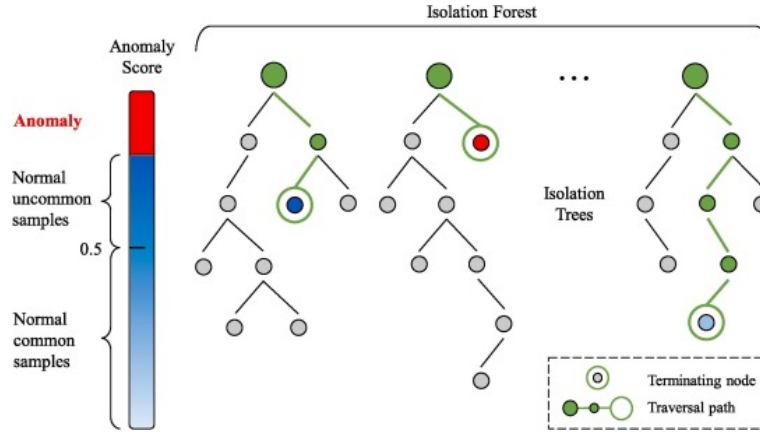 Isolation Forest
Anomaly
Score
Anomaly
Normal
uncommon
samples
0.5
Normal
common
samples
...
Isolation
Trees
Terminating node
Traversal path